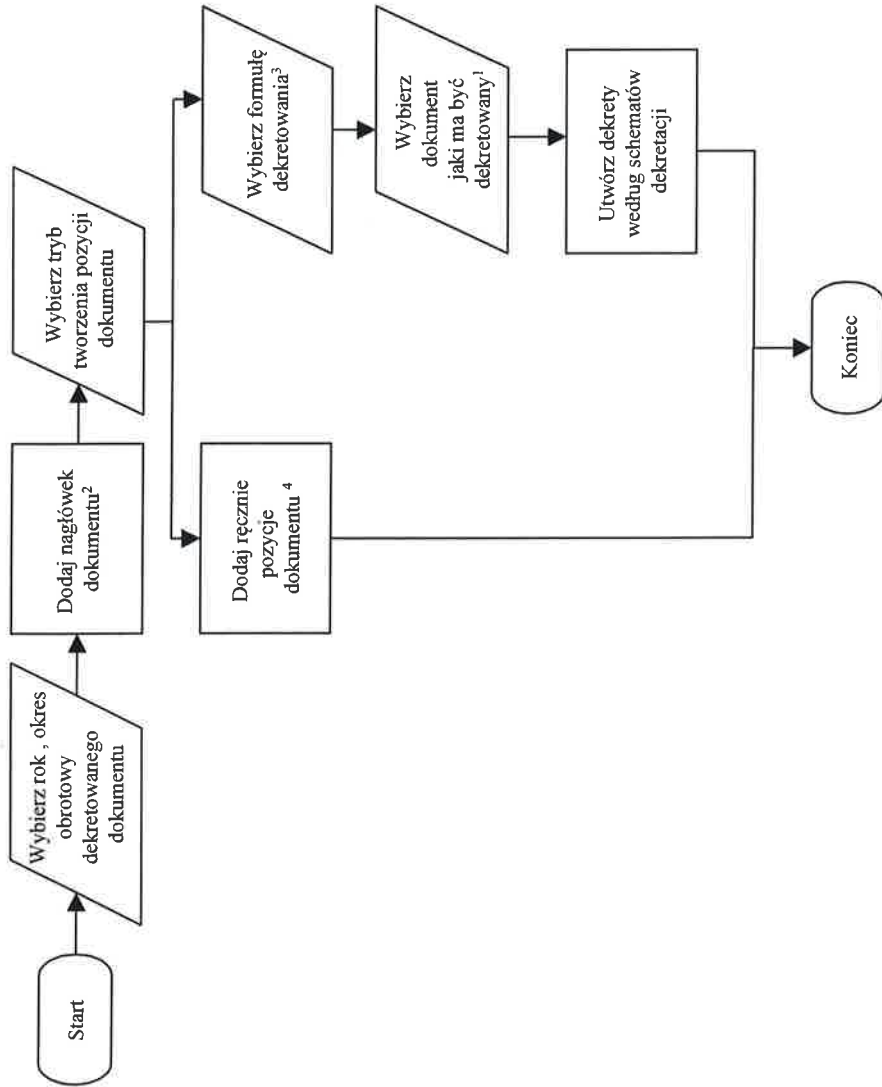 Start
Wybierz rok , okres
obrotowy
dekretowanego
dokumentu
Dodaj nagłówek
dokumentu²
Wybierz tryb
tworzenia pozycji
dokumentu
Dodaj ręcznie
pozycje
dokumentu ⁴
Wybierz formułę
dekretowania³
Wybierz
dokument
jaki ma być
dekretowany¹
Utwórz dekrety
według schematów
dekretacji
Koniec